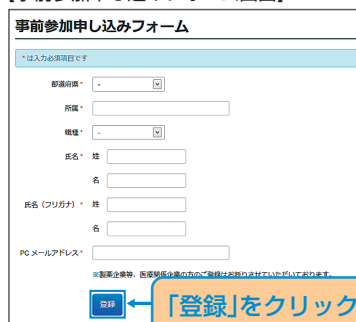 事前参加申し込みフォーム
*は入力必須項目です
都道府県* -
所属*
職種* -
氏名* 姓
名
氏名(フリガナ)* 姓
名
PCメールアドレス*
※製薬企業等、医療関係企業の方のご登録はお断りさせていただいております。
登録
「登録」をクリック